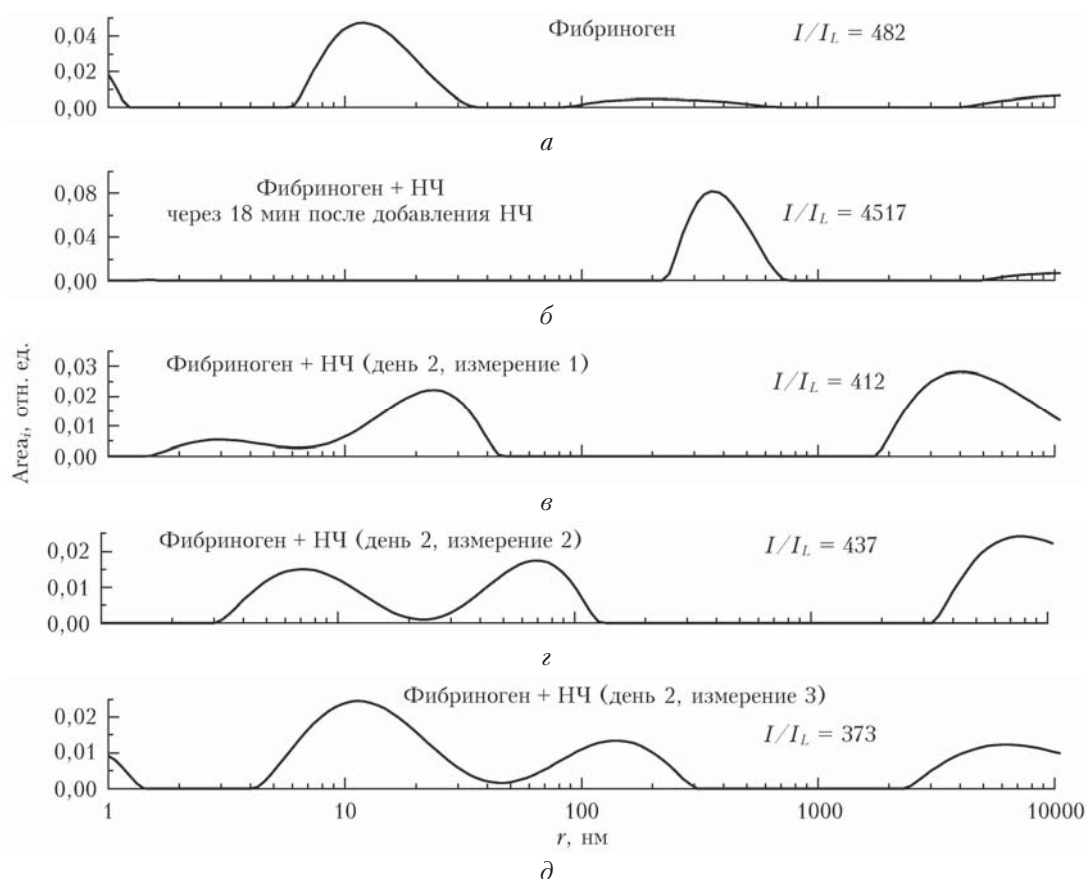 0,04
0,02
0,00
Фибриноген
I/I_L = 482
а
0,08
0,04
0,00
Фибриноген + НЧ
через 18 мин после добавления НЧ
I/I_L = 4517
б
Area_i, отн. ед.
0,03
0,02
0,01
0,00
Фибриноген + НЧ (день 2, измерение 1)
I/I_L = 412
в
0,02
0,01
0,00
Фибриноген + НЧ (день 2, измерение 2)
I/I_L = 437
г
0,02
0,01
0,00
Фибриноген + НЧ (день 2, измерение 3)
I/I_L = 373
1 10 100 1000 10000
r, нм
д